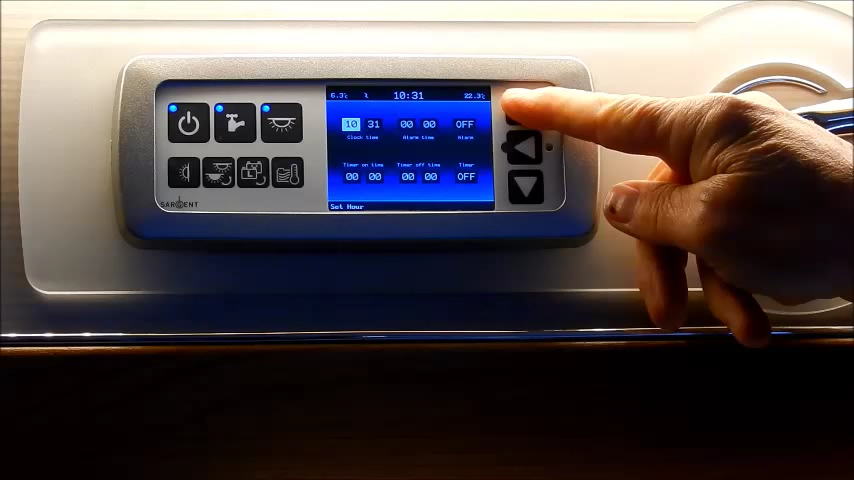 6.3℃ 10:31 22.3℃
10 31 00 00 OFF
Clock time Alarm time Alarm
Timer on time Timer off time Timer
00 00 00 00 OFF
Set Hour
SARGENT
L